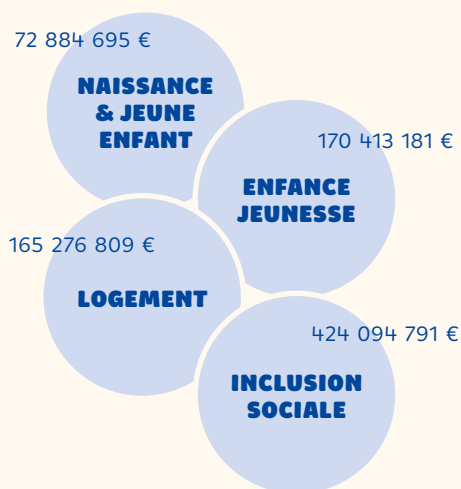 72 884 695 €
NAISSANCE
& JEUNE
ENFANT
170 413 181 €
ENFANCE
JEUNESSE
165 276 809 €
LOGEMENT
424 094 791 €
INCLUSION
SOCIALE